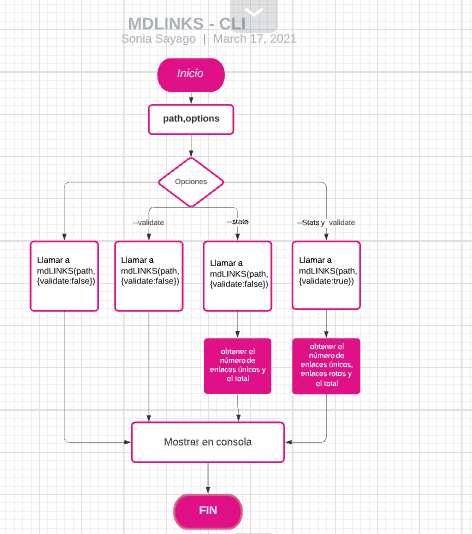 MDLINKS - CLI
Sonia Sayago | March 17, 2021
Inicio
path,options
Opciones
--validate
--stats
--Stats y validate
Llamar a
mdLINKS(path,
{validate:false})
Llamar a
mdLINKS(path,
{validate:false})
Llamar a
mdLINKS(path,
{validate:false})
Llamar a
mdLINKS(path,
{validate:true})
obtener el
número de
enlaces únicos y
el total
obtener el
número de
enlaces únicos,
enlaces rotos y
el total
Mostrar en consola
FIN